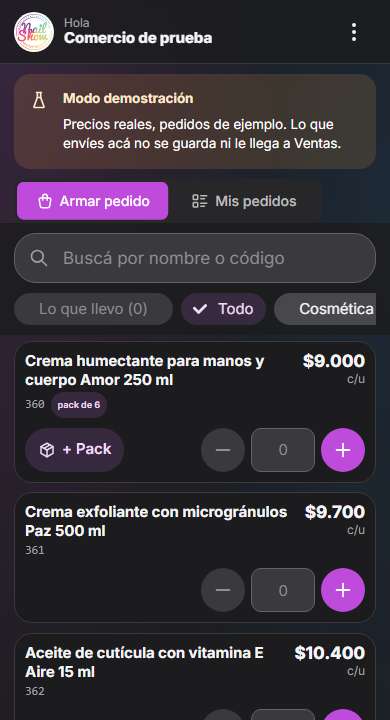 Nail Show
Hola
Comercio de prueba
Modo demostración
Precios reales, pedidos de ejemplo. Lo que
envíes acá no se guarda ni le llega a Ventas.
Armar pedido
Mis pedidos
Buscá por nombre o código
Lo que llevo (0)
Todo
Cosmética
Crema humectante para manos y
cuerpo Amor 250 ml
$9.000
c/u
360
pack de 6
+ Pack
0
Crema exfoliante con microgránulos
Paz 500 ml
$9.700
c/u
361
0
Aceite de cutícula con vitamina E
Aire 15 ml
$10.400
c/u
362